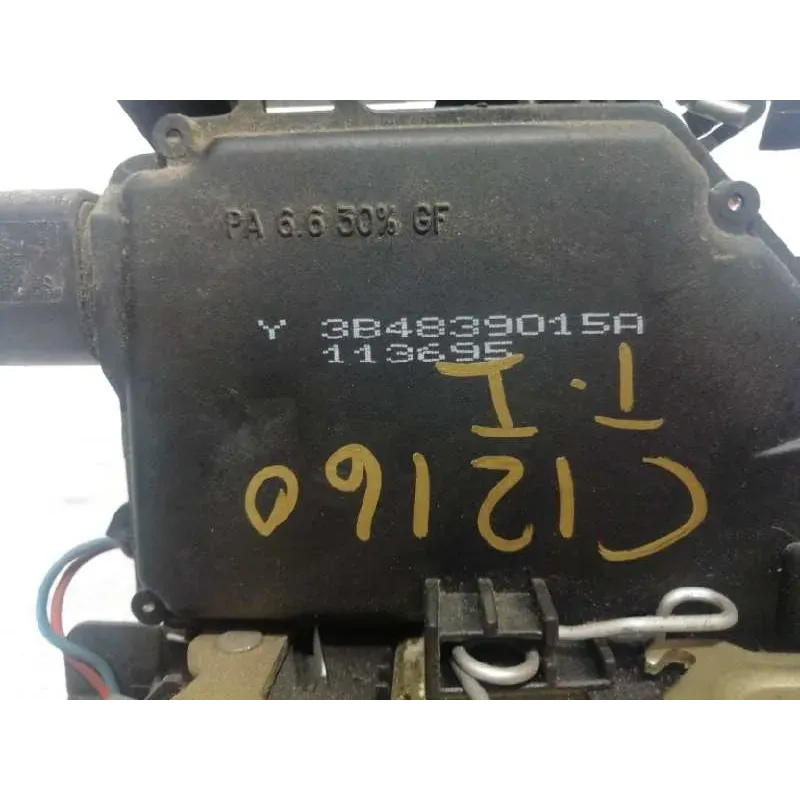 PA 6.6 30% GF
Y 3B4839015A
113695
T.I
C12160